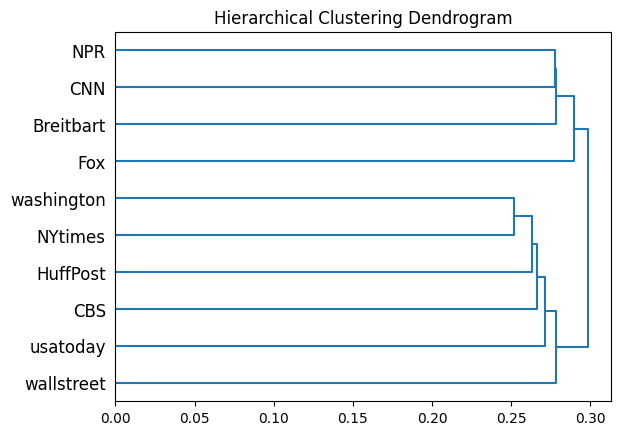 Hierarchical Clustering Dendrogram
NPR
CNN
Breitbart
Fox
washington
NYtimes
HuffPost
CBS
usatoday
wallstreet
0.00 0.05 0.10 0.15 0.20 0.25 0.30